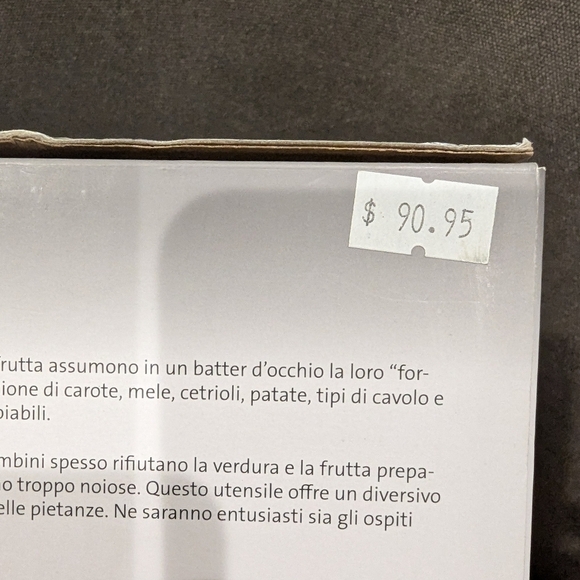 $ 90.95
frutta assumono in un batter d'occhio la loro “for-
ione di carote, mele, cetrioli, patate, tipi di cavolo e
piabili.
mbini spesso rifiutano la verdura e la frutta prepa-
no troppo noiose. Questo utensile offre un diversivo
elle pietanze. Ne saranno entusiasti sia gli ospiti